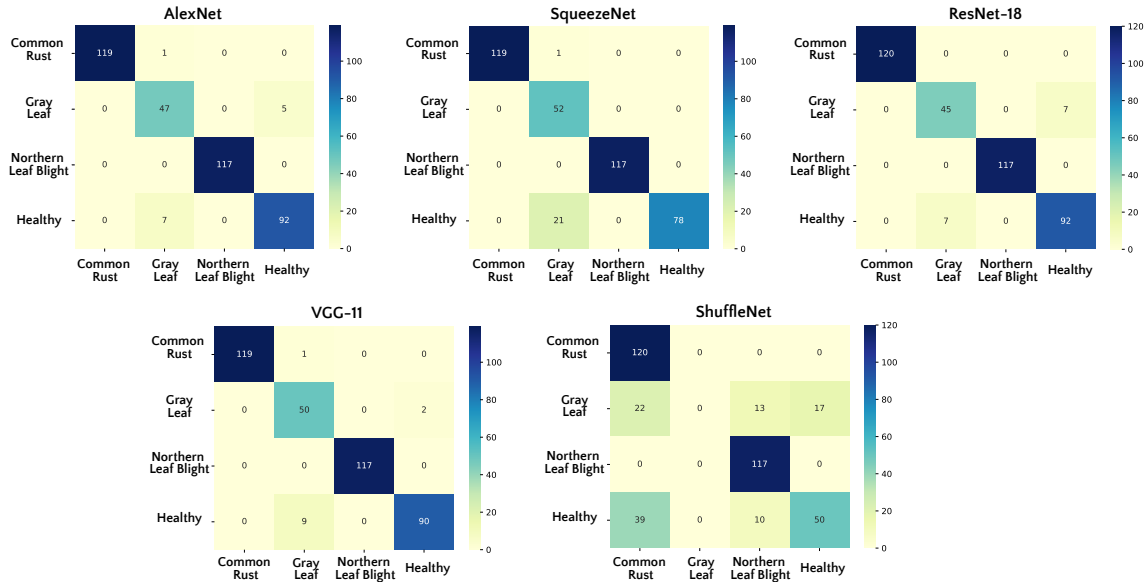 AlexNet
Common
Rust
119 1 0 0
Gray
Leaf
0 47 0 5
Northern
Leaf Blight
0 0 117 0
Healthy
0 7 0 92
Common
Rust
Gray
Leaf
Northern
Leaf Blight
Healthy
100
80
60
40
20
0
SqueezeNet
Common
Rust
119 1 0 0
Gray
Leaf
0 52 0 0
Northern
Leaf Blight
0 0 117 0
Healthy
0 21 0 78
Common
Rust
Gray
Leaf
Northern
Leaf Blight
Healthy
100
80
60
40
20
0
ResNet-18
Common
Rust
120 0 0 0
Gray
Leaf
0 45 0 7
Northern
Leaf Blight
0 0 117 0
Healthy
0 7 0 92
Common
Rust
Gray
Leaf
Northern
Leaf Blight
Healthy
120
100
80
60
40
20
0
VGG-11
Common
Rust
119 1 0 0
Gray
Leaf
0 50 0 2
Northern
Leaf Blight
0 0 117 0
Healthy
0 9 0 90
Common
Rust
Gray
Leaf
Northern
Leaf Blight
Healthy
100
80
60
40
20
0
ShuffleNet
Common
Rust
120 0 0 0
Gray
Leaf
22 0 13 17
Northern
Leaf Blight
0 0 117 0
Healthy
39 0 10 50
Common
Rust
Gray
Leaf
Northern
Leaf Blight
Healthy
120
100
80
60
40
20
0